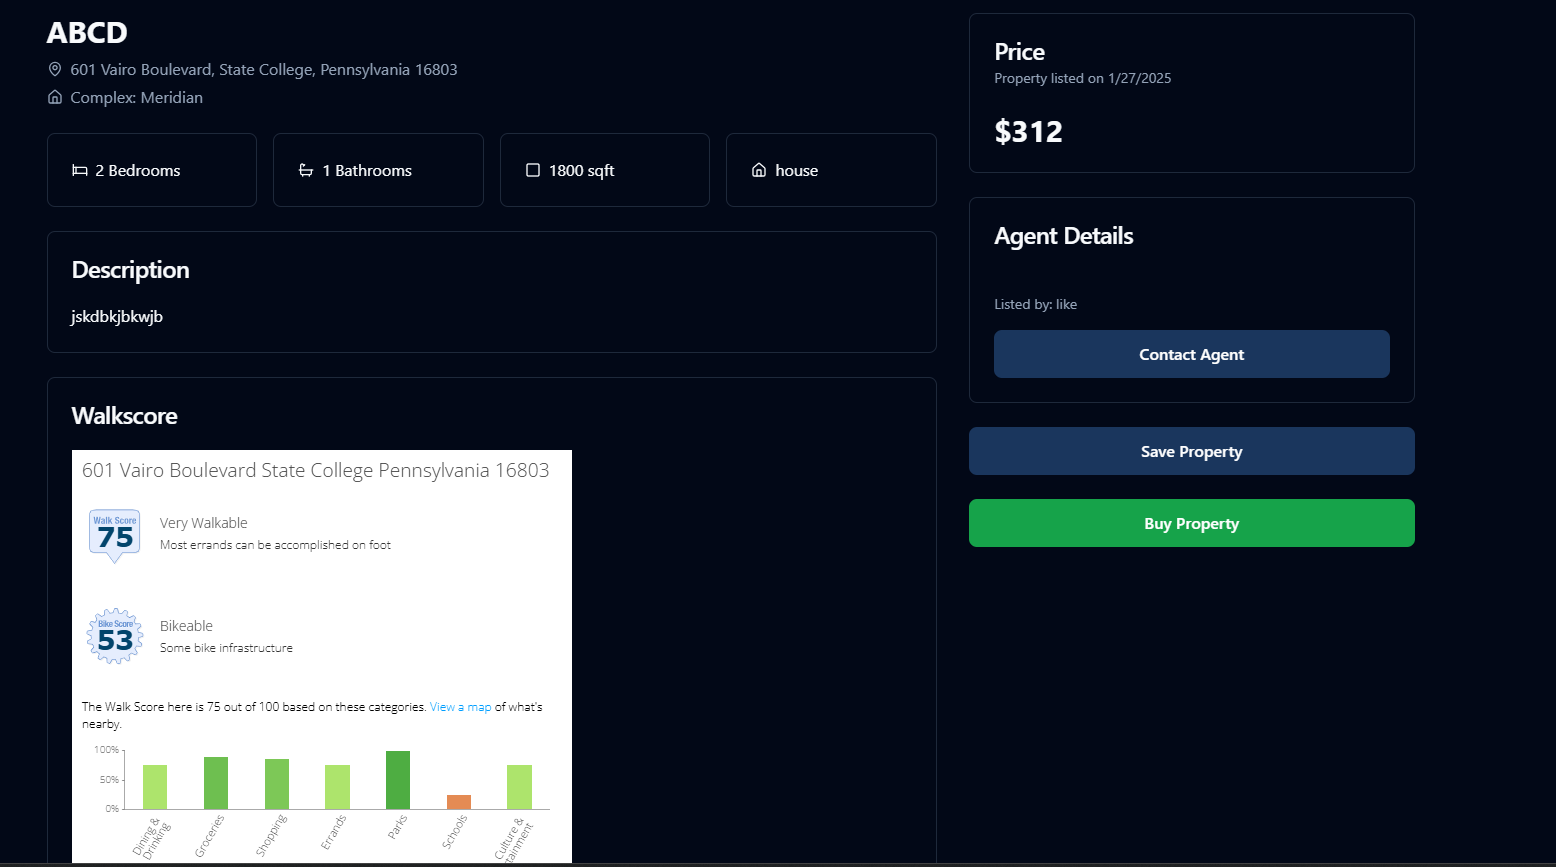 ABCD
601 Vairo Boulevard, State College, Pennsylvania 16803
Complex: Meridian
2 Bedrooms
1 Bathrooms
1800 sqft
house
Description
jskdbkjbkwjb
Walkscore
601 Vairo Boulevard State College Pennsylvania 16803
Walk Score
75
Very Walkable
Most errands can be accomplished on foot
Bike Score
53
Bikeable
Some bike infrastructure
The Walk Score here is 75 out of 100 based on these categories. View a map of what's
nearby.
100%
50%
0%
Dining &
Drinking
Groceries
Shopping
Errands
Parks
Schools
Culture &
Price
Property listed on 1/27/2025
$312
Agent Details
Listed by: like
Contact Agent
Save Property
Buy Property